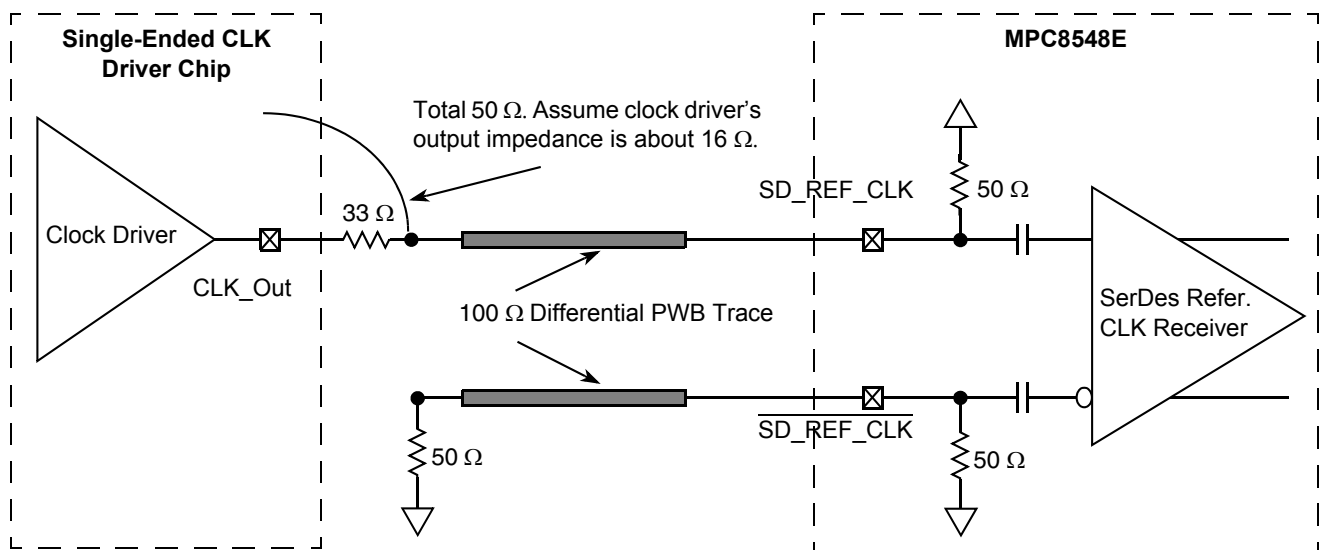 Single-Ended CLK
Driver Chip
MPC8548E
Total 50 Ω. Assume clock driver's
output impedance is about 16 Ω.
SD_REF_CLK
50 Ω
33 Ω
Clock Driver
CLK_Out
100 Ω Differential PWB Trace
SerDes Refer.
CLK Receiver
SD_REF_CLK
50 Ω
50 Ω